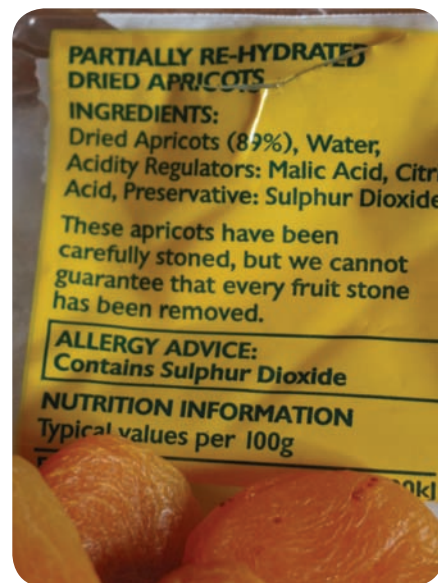 PARTIALLY RE-HYDRATED
DRIED APRICOTS
INGREDIENTS:
Dried Apricots (89%), Water,
Acidity Regulators: Malic Acid, Citri
Acid, Preservative: Sulphur Dioxide
These apricots have been
carefully stoned, but we cannot
guarantee that every fruit stone
has been removed.
ALLERGY ADVICE:
Contains Sulphur Dioxide
NUTRITION INFORMATION
Typical values per 100g